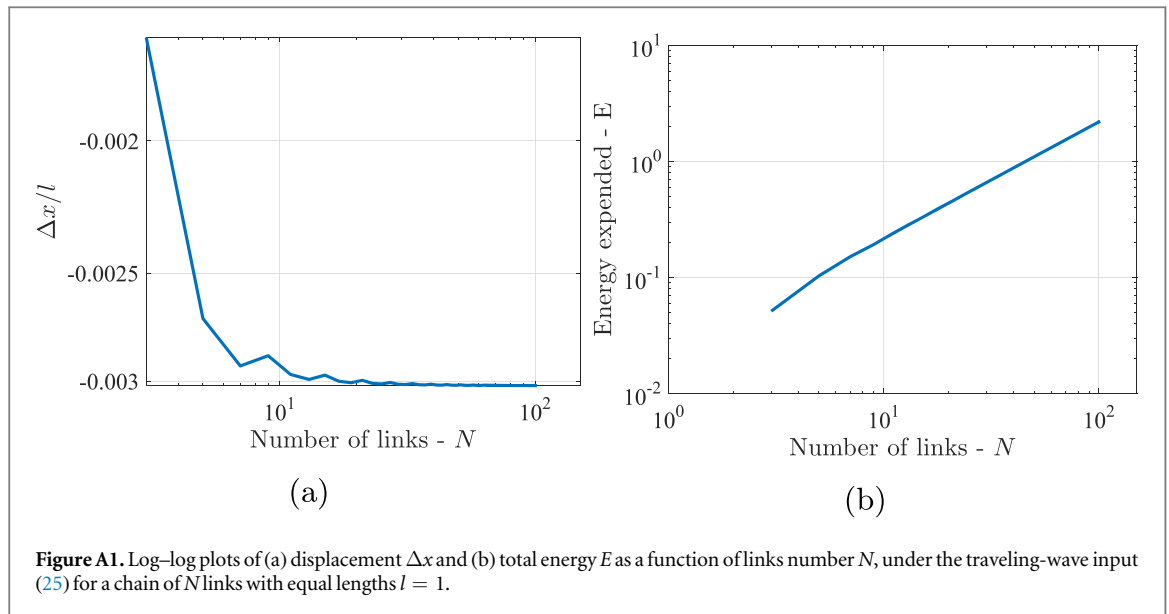 -0.002
-0.0025
-0.003
Δx/l
10^1
10^2
Number of links - N
(a)
10^1
10^0
10^-1
10^-2
Energy expended - E
10^0
10^1
10^2
Number of links - N
(b)
Figure A1. Log–log plots of (a) displacement Δx and (b) total energy E as a function of links number N, under the traveling-wave input
(25) for a chain of N links with equal lengths l = 1.